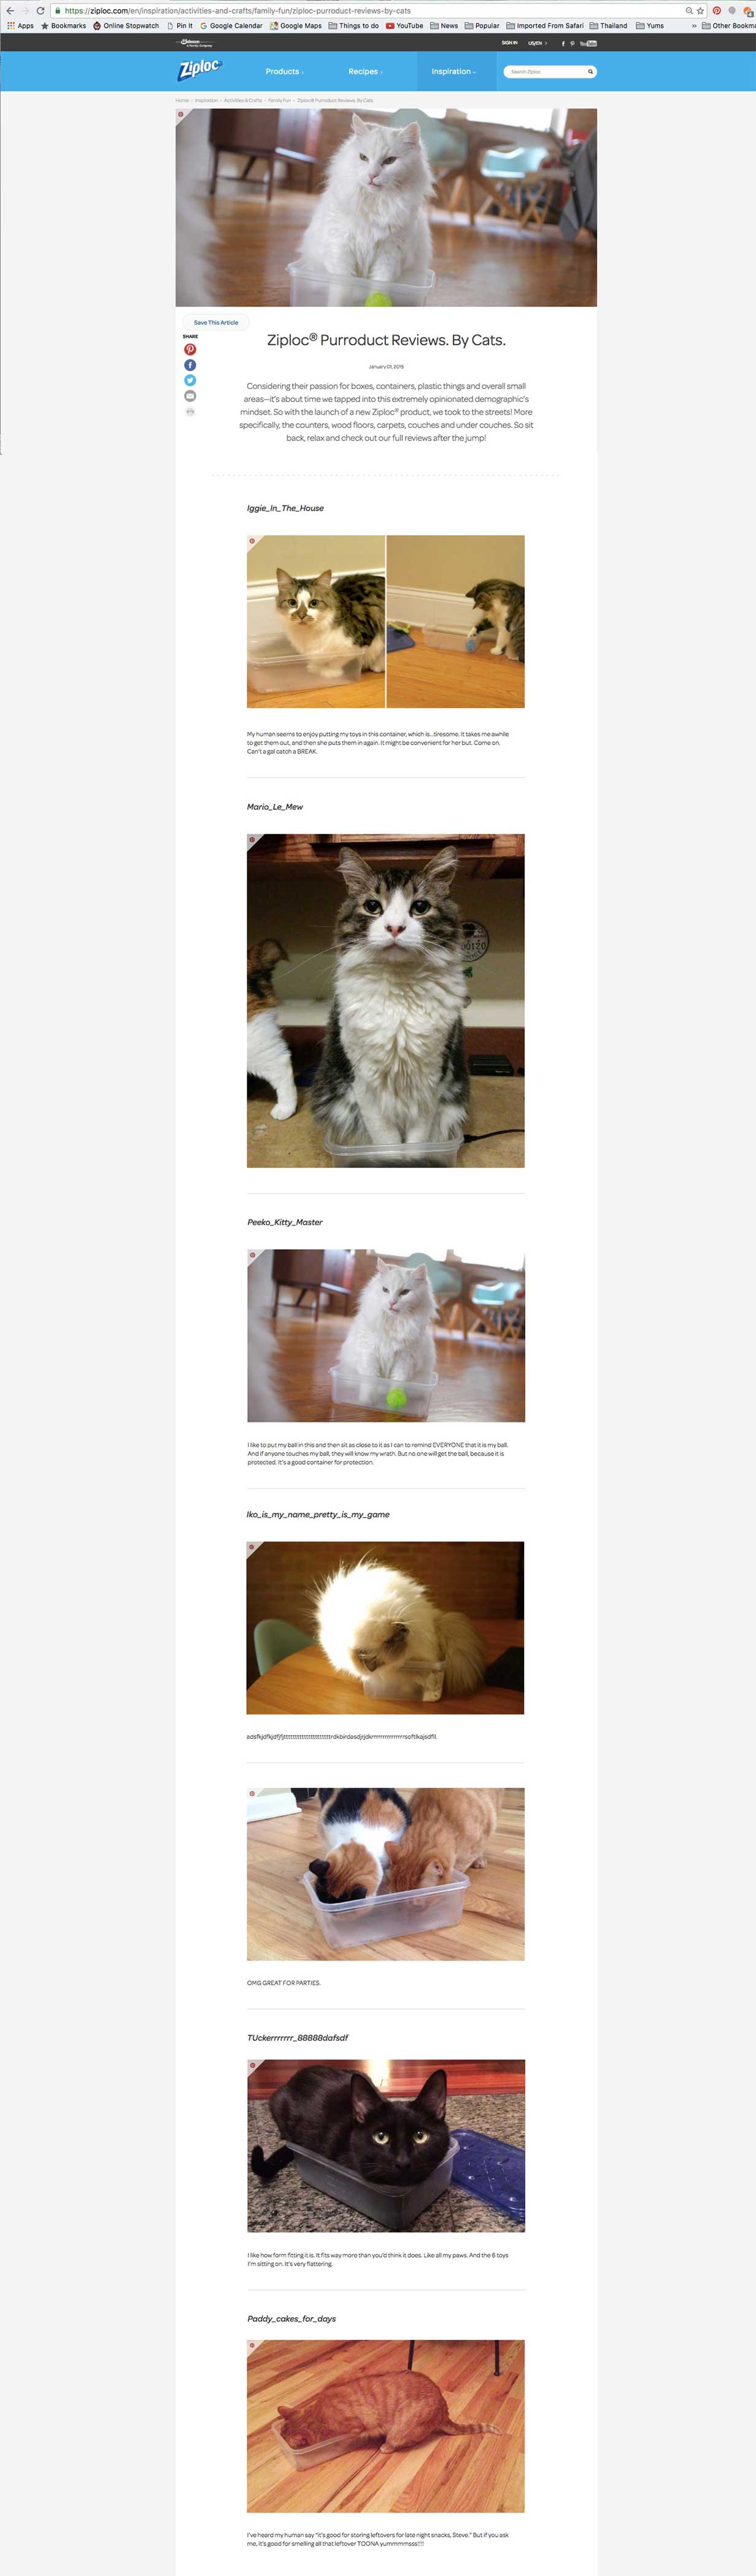 https://ziploc.com/en/inspiration/activities-and-crafts/family-fun/ziploc-purroduct-reviews-by-cats
Apps Bookmarks Online Stopwatch Pin It Google Calendar Google Maps Things to do YouTube News Popular Imported From Safari Thailand Yums » Other Bookma
SIGN IN US/EN >
Ziploc
Products Recipes Inspiration Search Ziploc
Home > Inspiration > Activities & Crafts > Family Fun > Ziploc® Purroduct Reviews. By Cats.
Save This Article
SHARE
Ziploc® Purroduct Reviews. By Cats.
January 01, 2015
Considering their passion for boxes, containers, plastic things and overall small
areas—it's about time we tapped into this extremely opinionated demographic's
mindset. So with the launch of a new Ziploc® product, we took to the streets! More
specifically, the counters, wood floors, carpets, couches and under couches. So sit
back, relax and check out our full reviews after the jump!
Iggie_In_The_House
My human seems to enjoy putting my toys in this container, which is...tiresome. It takes me awhile
to get them out, and then she puts them in again. It might be convenient for her but. Come on.
Can't a gal catch a BREAK.
Mario_Le_Mew
Peeko_Kitty_Master
I like to put my ball in this and then sit as close to it as I can to remind EVERYONE that it is my ball.
And if anyone touches my ball, they will know my wrath. But no one will get the ball, because it is
protected. It's a good container for protection.
Iko_is_my_name_pretty_is_my_game
OMG GREAT FOR PARTIES.
TUckerrrrrrr_88888dafsdf
I like how form fitting it is. It fits way more than you'd think it does. Like all my paws. And the 6 toys
I'm sitting on. It's very flattering.
Paddy_cakes_for_days
I've heard my human say "it's good for storing leftovers for late night snacks, Steve." But if you ask
me, it's good for smelling all that leftover TOONA yummmmsss!!!!